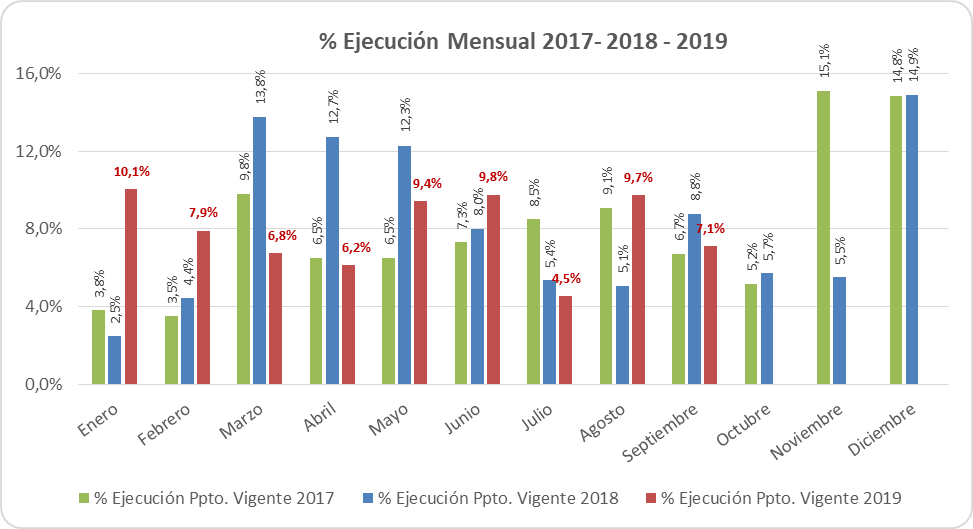 % Ejecución Mensual 2017- 2018 - 2019
16,0%
12,0%
8,0%
4,0%
0,0%
3,8%
2,5%
10,1%
3,5%
4,4%
7,9%
9,8%
13,8%
6,8%
6,5%
12,7%
6,2%
6,5%
12,3%
9,4%
7,3%
8,0%
9,8%
8,5%
5,4%
4,5%
9,1%
5,1%
9,7%
6,7%
8,8%
7,1%
5,2%
5,7%
15,1%
5,5%
14,8%
14,9%
Enero
Febrero
Marzo
Abril
Mayo
Junio
Julio
Agosto
Septiembre
Octubre
Noviembre
Diciembre
% Ejecución Ppto. Vigente 2017
% Ejecución Ppto. Vigente 2018
% Ejecución Ppto. Vigente 2019